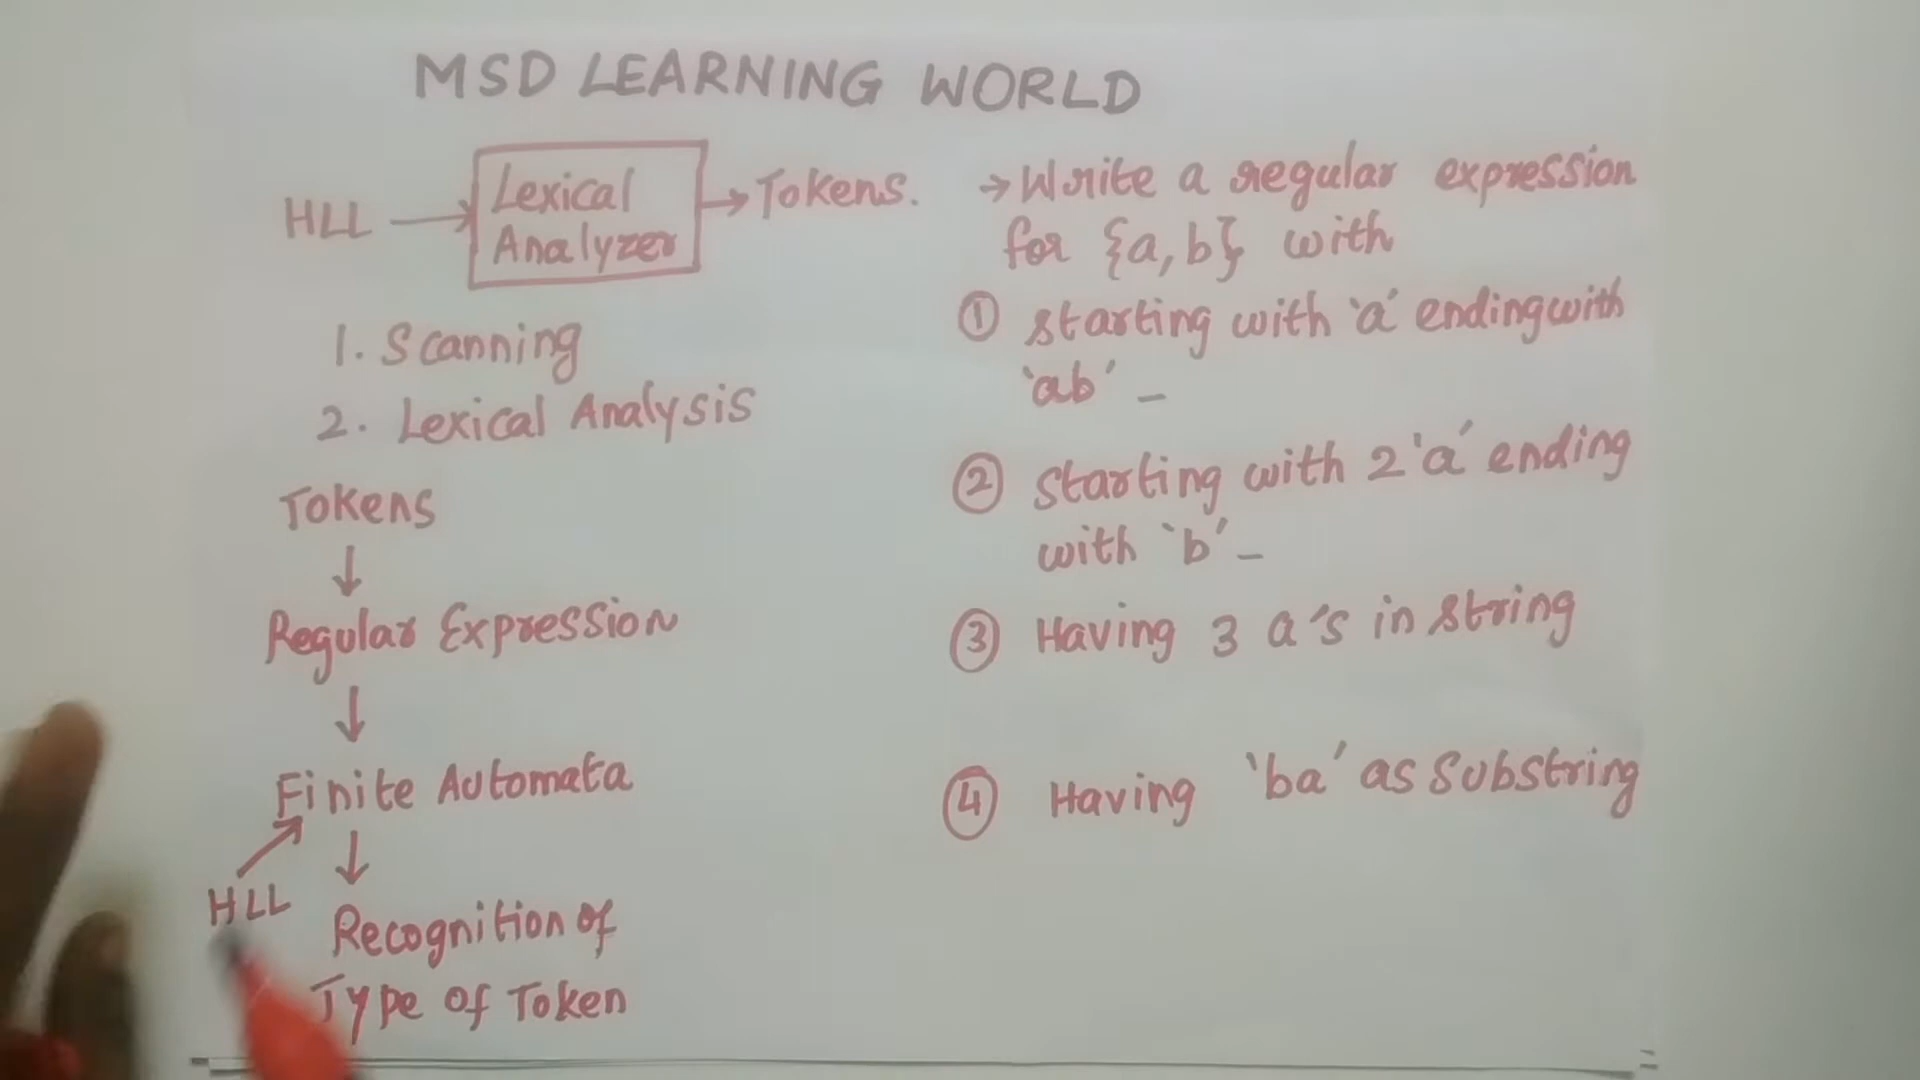 MSD LEARNING WORLD
HLL → Lexical Analyzer → Tokens.
1. Scanning
2. Lexical Analysis
Tokens
↓
Regular Expression
↓
Finite Automata
↓
HLL
Recognition of
Type of Token
→ Write a regular expression
for {a,b} with
① starting with 'a' ending with
'ab' -
② starting with 2 'a' ending
with 'b' -
③ Having 3 a's in string
④ Having 'ba' as substring